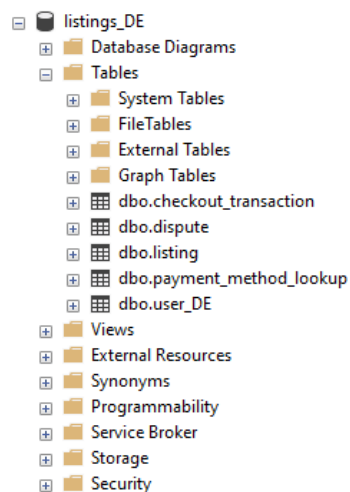 listings_DE
Database Diagrams
Tables
System Tables
FileTables
External Tables
Graph Tables
dbo.checkout_transaction
dbo.dispute
dbo.listing
dbo.payment_method_lookup
dbo.user_DE
Views
External Resources
Synonyms
Programmability
Service Broker
Storage
Security